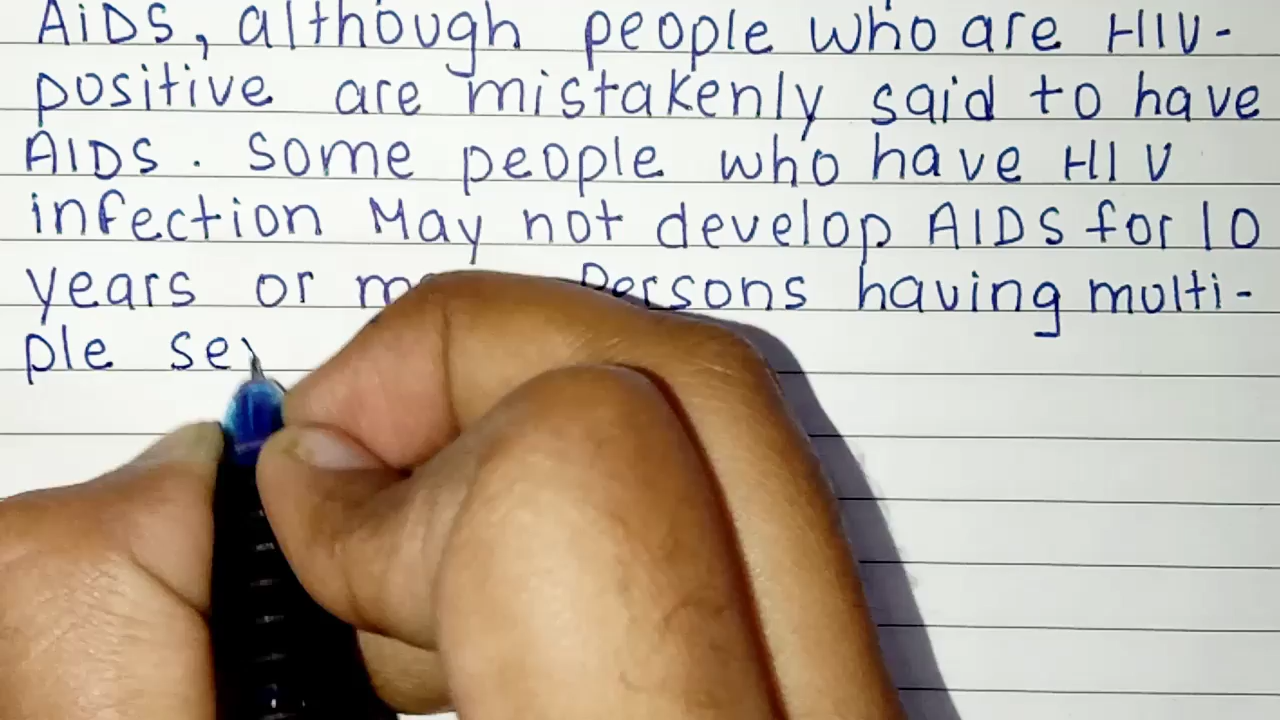 AiDS, although people who are HIV-
positive are mistakenly said to have
AIDS. Some people who have HIV
infection May not develop AIDS for 10
years or Persons having multi-
ple